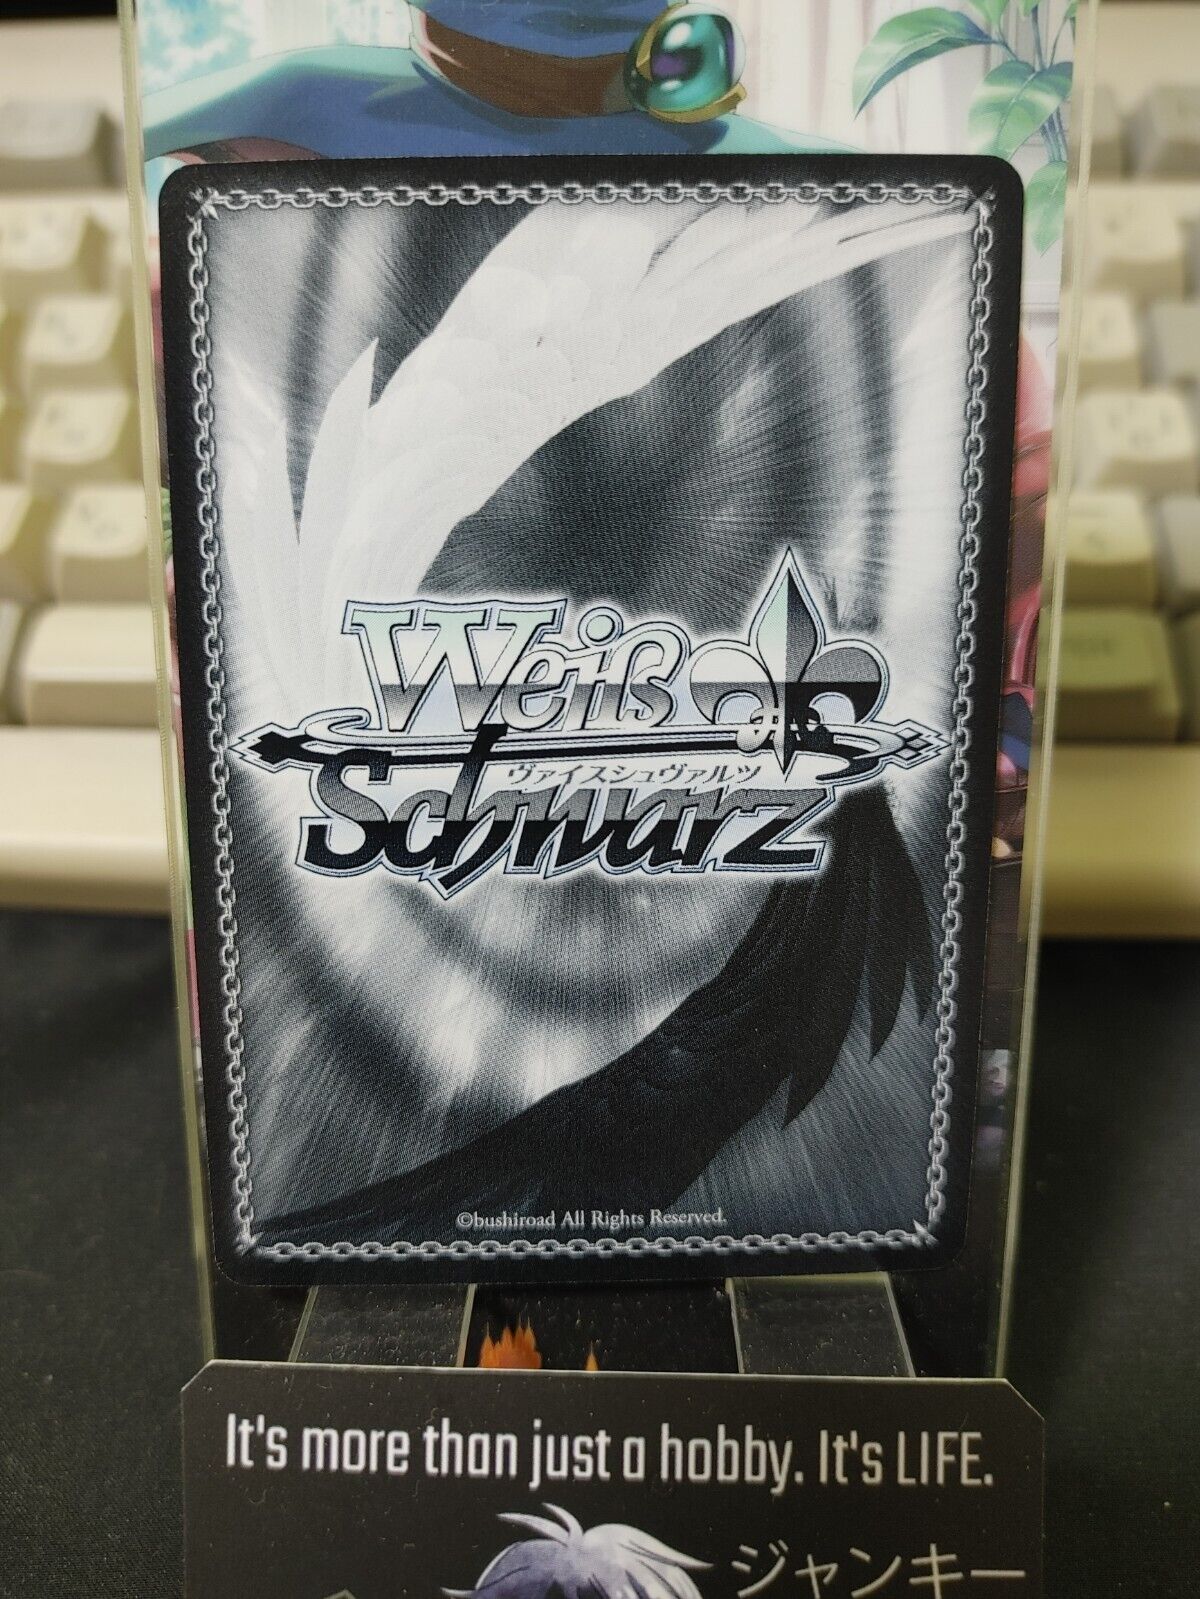 Weiß
ヴァイスシュヴァルツ
Schwarz
©bushiroad All Rights Reserved.
It's more than just a hobby. It's LIFE.
ジャンキー